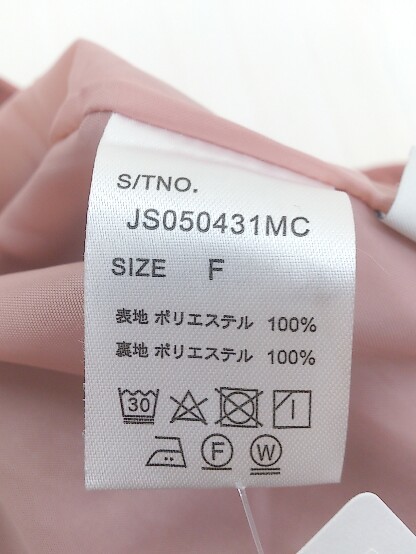 S/TNO.
JS050431MC
SIZE F
表地 ポリエステル 100%
裏地 ポリエステル 100%
30
F W